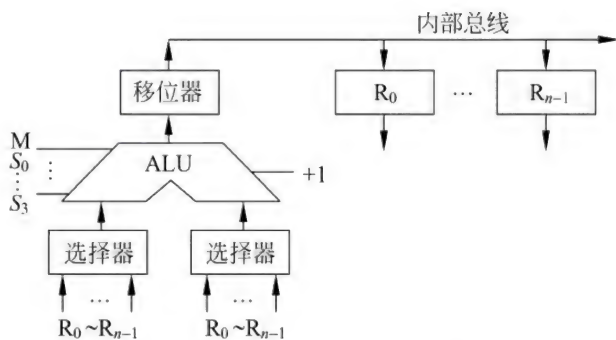 内部总线
移位器
R₀
…
Rₙ₋₁
M
S₀
⋮
S₃
⋮
ALU
+1
选择器
选择器
…
…
R₀~Rₙ₋₁
R₀~Rₙ₋₁